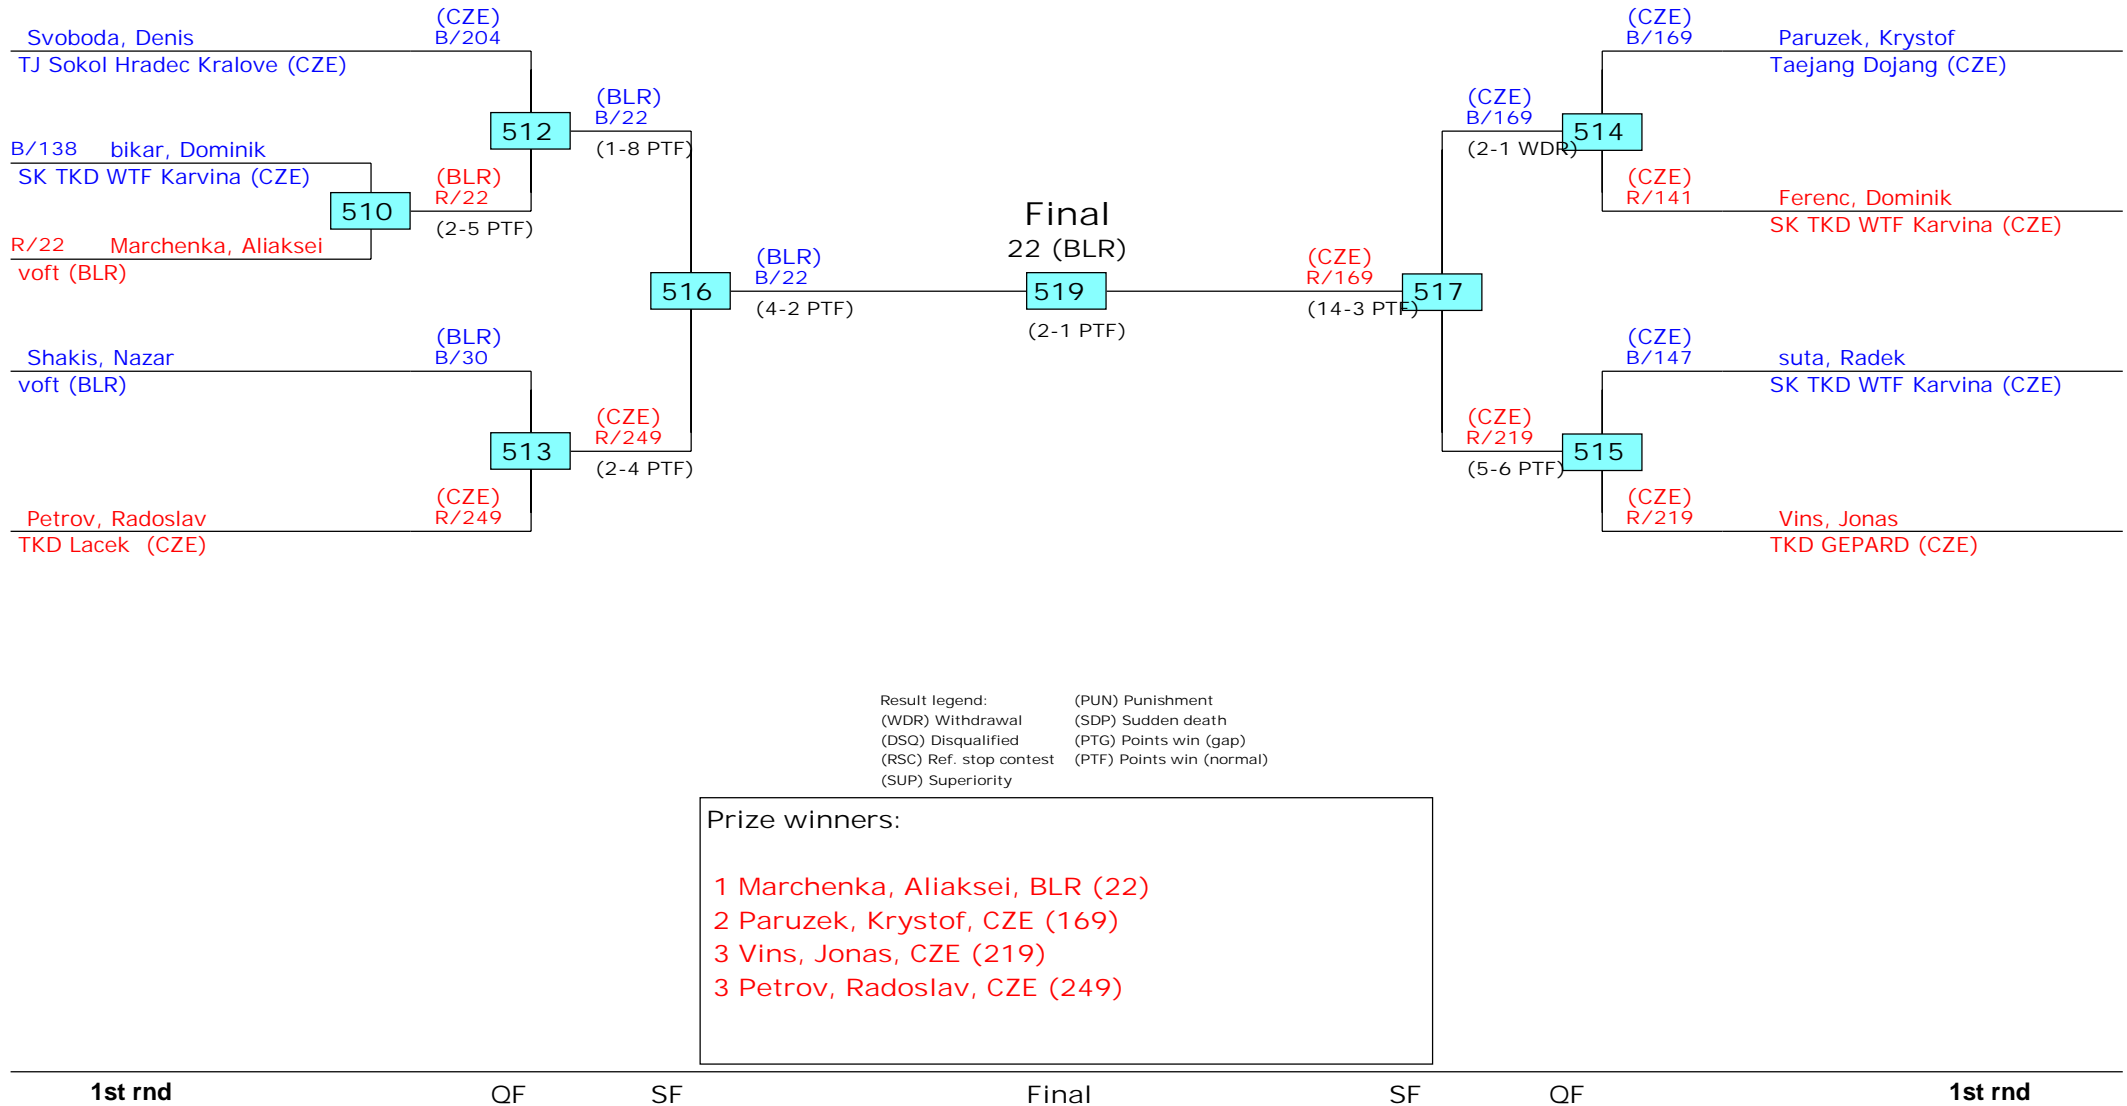 (CZE)
B/204
Svoboda, Denis
TJ Sokol Hradec Kralove (CZE)
(BLR)
B/22
512
(1-8 PTF)
B/138 bikar, Dominik
SK TKD WTF Karvina (CZE)
(BLR)
R/22
510
(2-5 PTF)
R/22 Marchenka, Aliaksei
voft (BLR)
(BLR)
B/22
516
(4-2 PTF)
(BLR)
B/30
Shakis, Nazar
voft (BLR)
(CZE)
R/249
513
(2-4 PTF)
(CZE)
R/249
Petrov, Radoslav
TKD Lacek (CZE)
Final
22 (BLR)
519
(2-1 PTF)
(CZE)
B/169
Paruzek, Krystof
Taejang Dojang (CZE)
(CZE)
B/169
514
(2-1 WDR)
(CZE)
R/141
Ferenc, Dominik
SK TKD WTF Karvina (CZE)
(CZE)
R/169
517
(14-3 PTF)
(CZE)
B/147
suta, Radek
SK TKD WTF Karvina (CZE)
(CZE)
R/219
515
(5-6 PTF)
(CZE)
R/219
Vins, Jonas
TKD GEPARD (CZE)
Result legend: (PUN) Punishment
(WDR) Withdrawal (SDP) Sudden death
(DSQ) Disqualified (PTG) Points win (gap)
(RSC) Ref. stop contest (PTF) Points win (normal)
(SUP) Superiority
Prize winners:
1 Marchenka, Aliaksei, BLR (22)
2 Paruzek, Krystof, CZE (169)
3 Vins, Jonas, CZE (219)
3 Petrov, Radoslav, CZE (249)
1st rnd QF SF Final SF QF 1st rnd